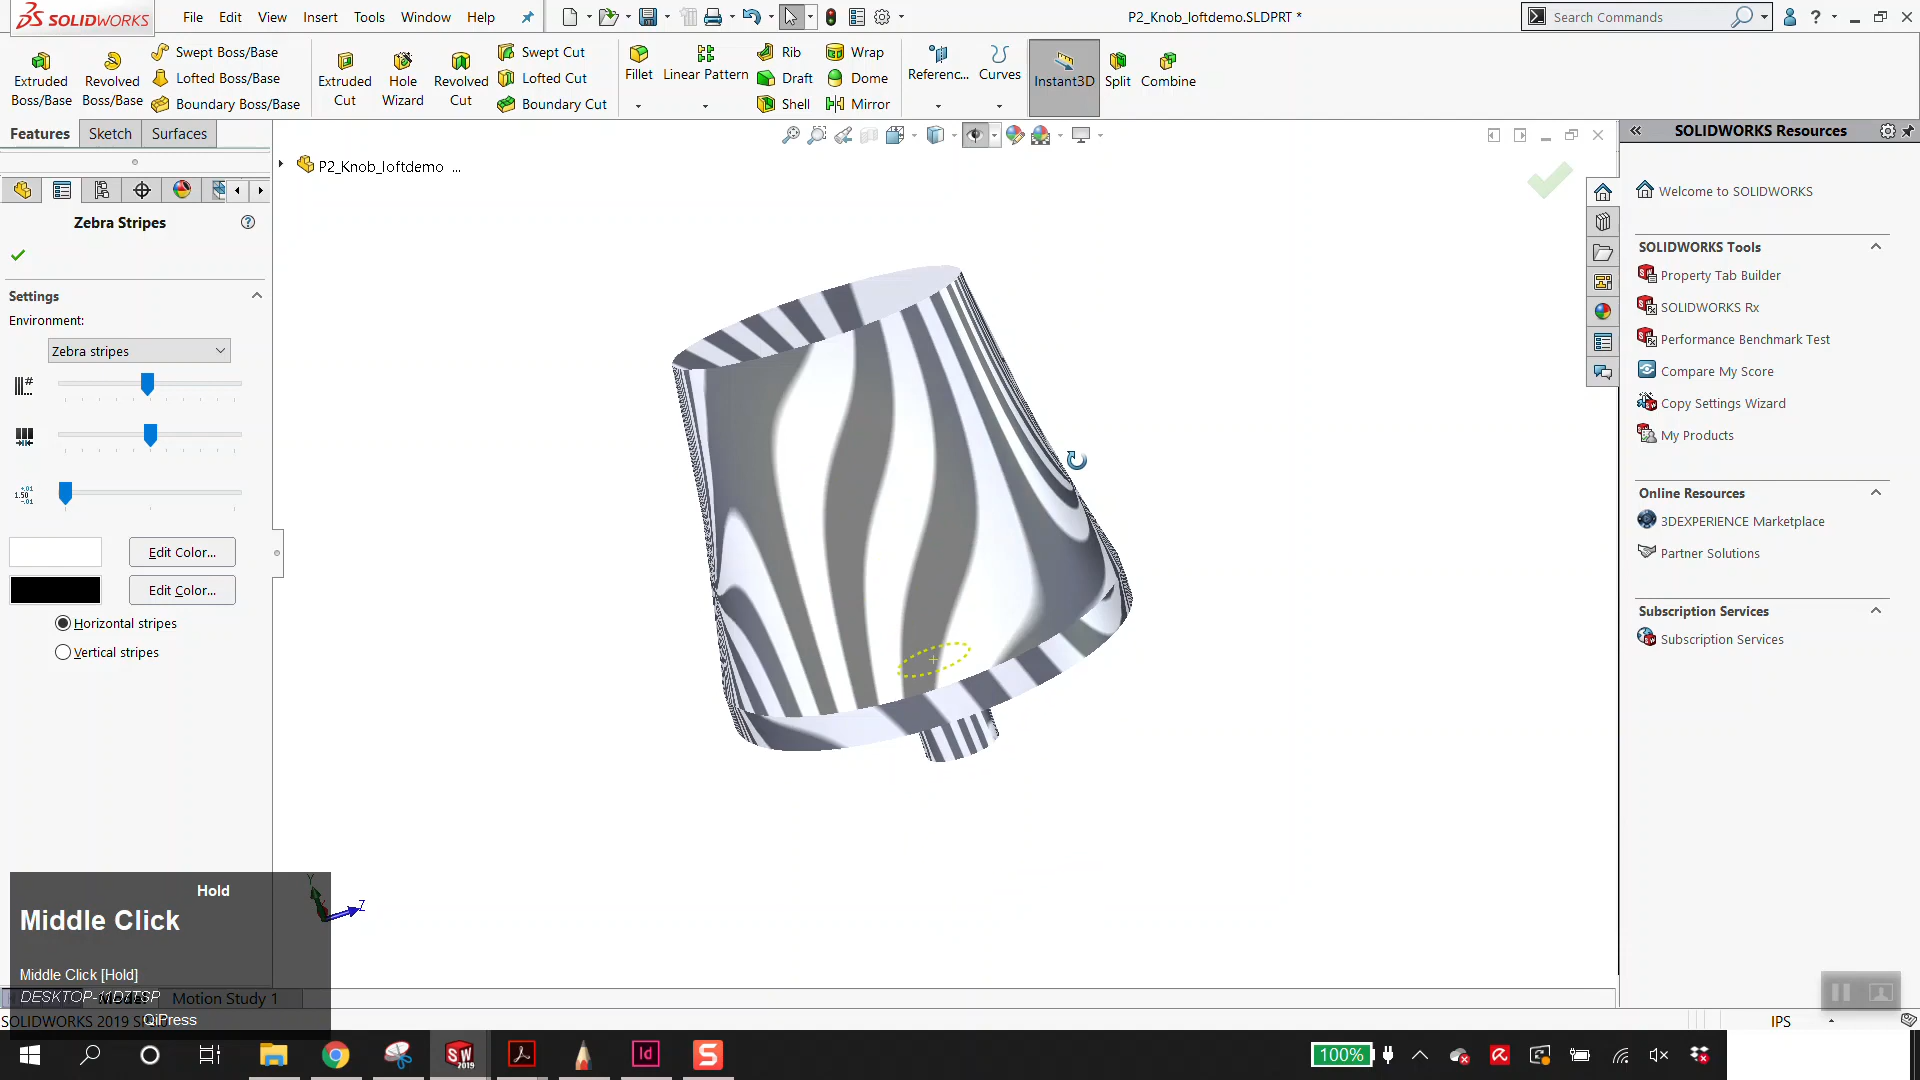 SOLIDWORKS
File Edit View Insert Tools Window Help
P2_Knob_loftdemo.SLDPRT *
Search Commands
Extruded Boss/Base
Revolved Boss/Base
Swept Boss/Base
Lofted Boss/Base
Boundary Boss/Base
Extruded Cut
Hole Wizard
Revolved Cut
Swept Cut
Lofted Cut
Boundary Cut
Fillet
Linear Pattern
Rib
Draft
Shell
Wrap
Dome
Mirror
Referenc...
Curves
Instant3D
Split
Combine
Features Sketch Surfaces
P2_Knob_loftdemo ...
Zebra Stripes
Settings
Environment:
Zebra stripes
Edit Color...
Edit Color...
Horizontal stripes
Vertical stripes
SOLIDWORKS Resources
Welcome to SOLIDWORKS
SOLIDWORKS Tools
Property Tab Builder
SOLIDWORKS Rx
Performance Benchmark Test
Compare My Score
Copy Settings Wizard
My Products
Online Resources
3DEXPERIENCE Marketplace
Partner Solutions
Subscription Services
Subscription Services
Y
Z
Hold
Middle Click
Middle Click [Hold]
Motion Study 1
QiPress
SOLIDWORKS 2019
IPS
100%